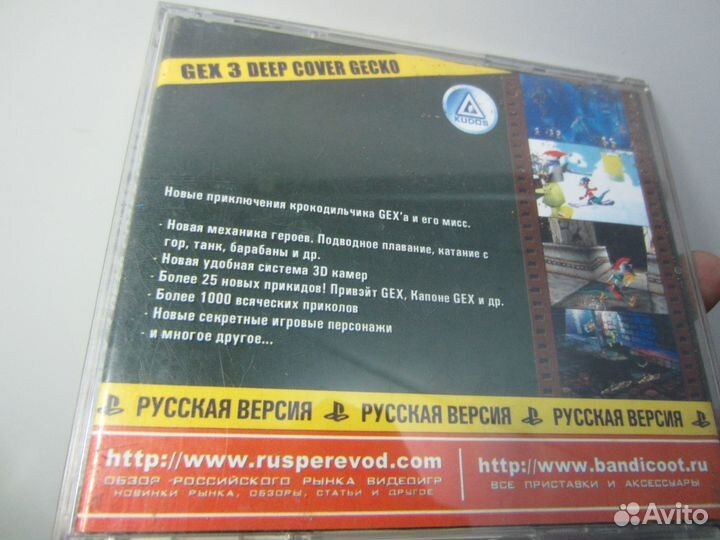 GEX 3 DEEP COVER GECKO
KUDOS
Новые приключения крокодильчика GEX'а и его мисс.
- Новая механика героев. Подводное плавание, катание с
гор, танк, барабаны и др.
- Новая удобная система 3D камер
- Более 25 новых прикидов! Привэйт GEX, Капоне GEX и др.
- Более 1000 всяческих приколов
- Новые секретные игровые персонажи
- и многое другое...
РУССКАЯ ВЕРСИЯ РУССКАЯ ВЕРСИЯ РУССКАЯ ВЕРСИЯ
http://www.rusperevod.com
ОБЗОР РОССИЙСКОГО РЫНКА ВИДЕОИГР
НОВИНКИ РЫНКА, ОБЗОРЫ, СТАТЬИ И ДРУГОЕ
http://www.bandicoot.ru
ВСЕ ПРИСТАВКИ И АКСЕССУАРЫ
Avito